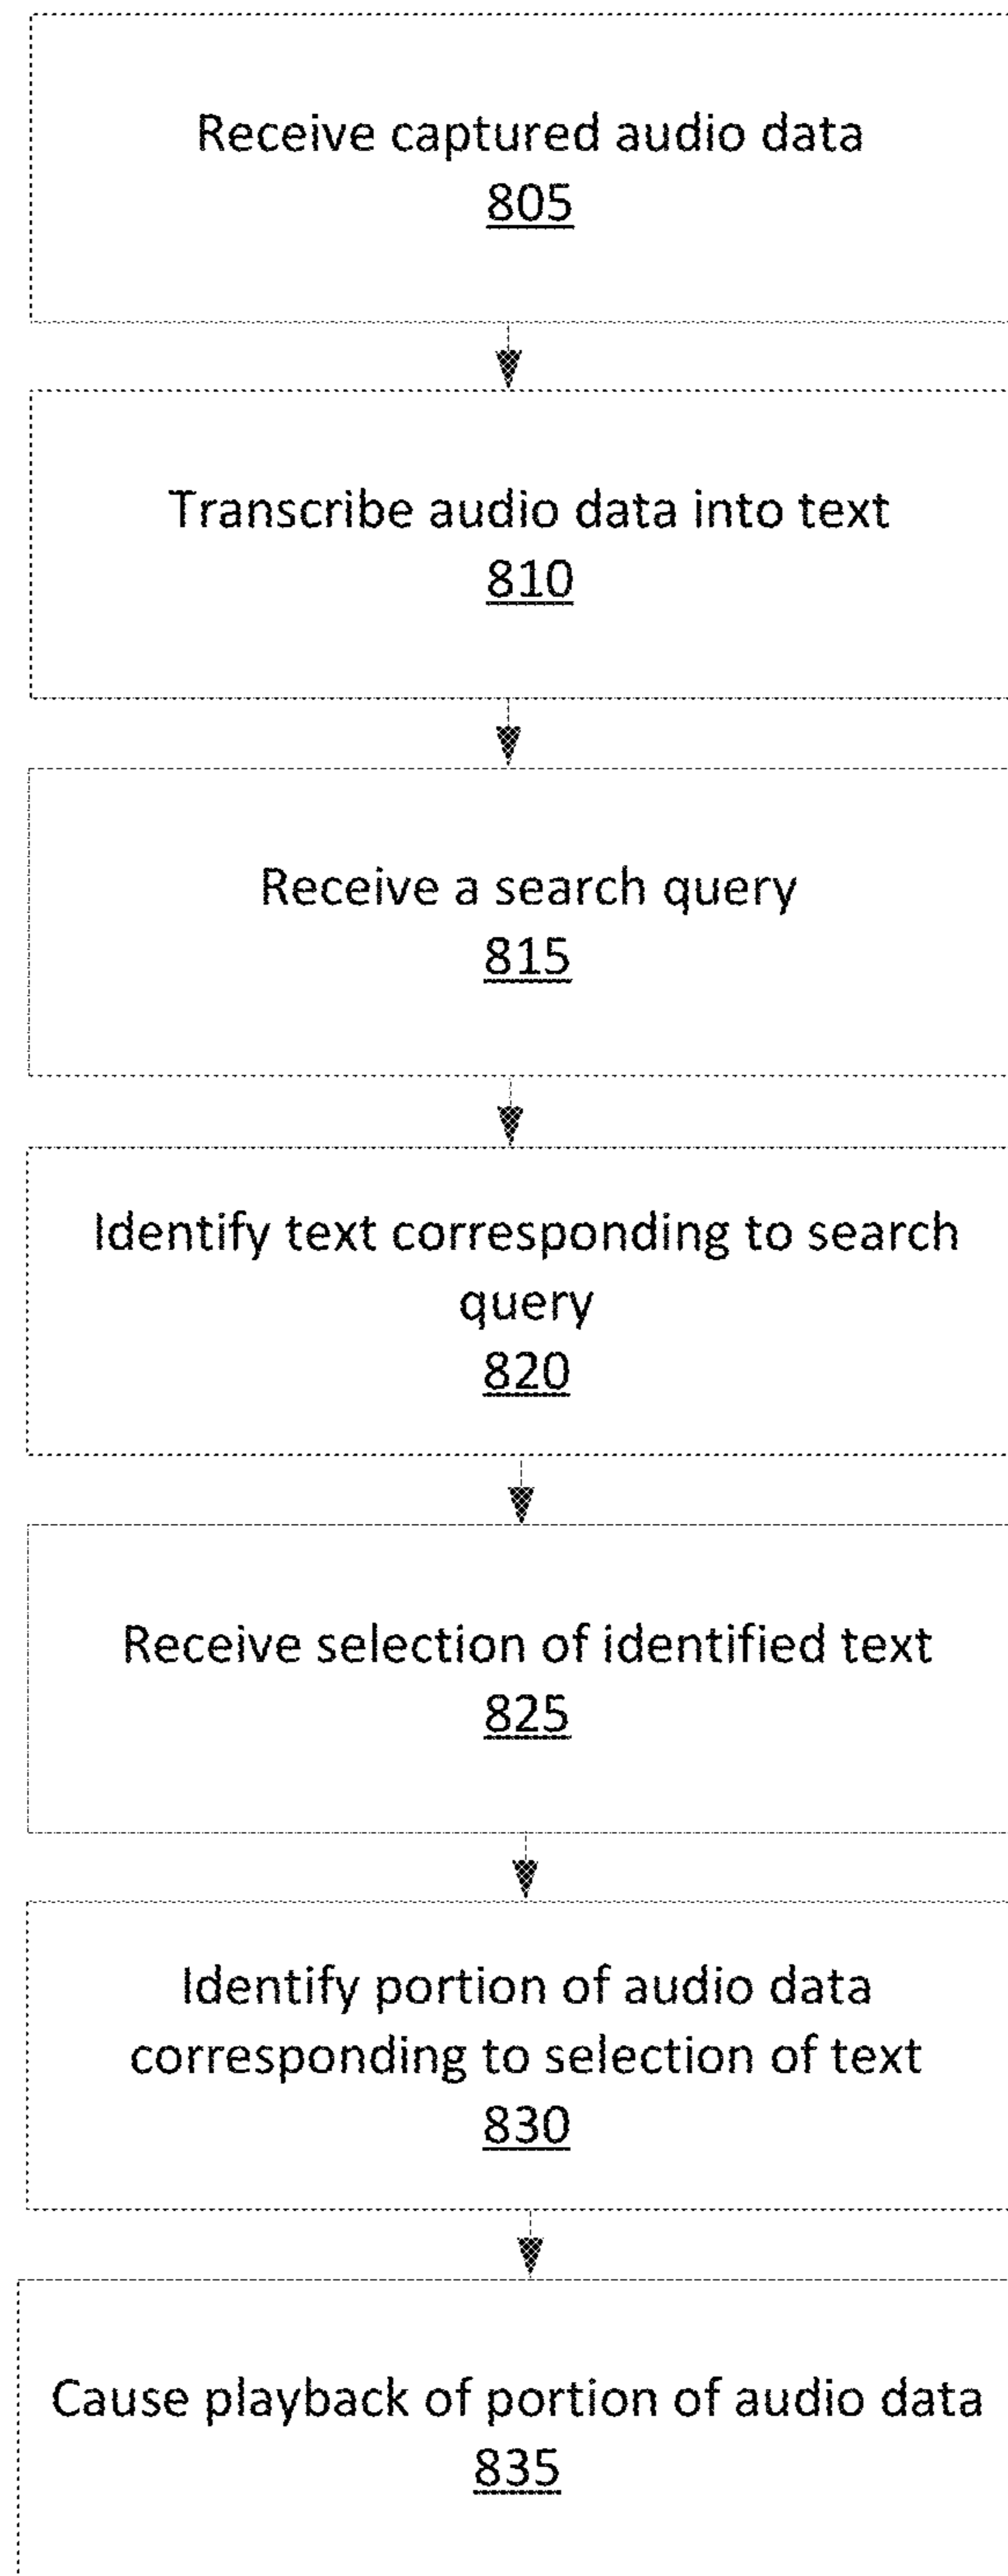 Receive captured audio data
805
Transcribe audio data into text
810
Receive a search query
815
Identify text corresponding to search
query
820
Receive selection of identified text
825
Identify portion of audio data
corresponding to selection of text
830
Cause playback of portion of audio data
835